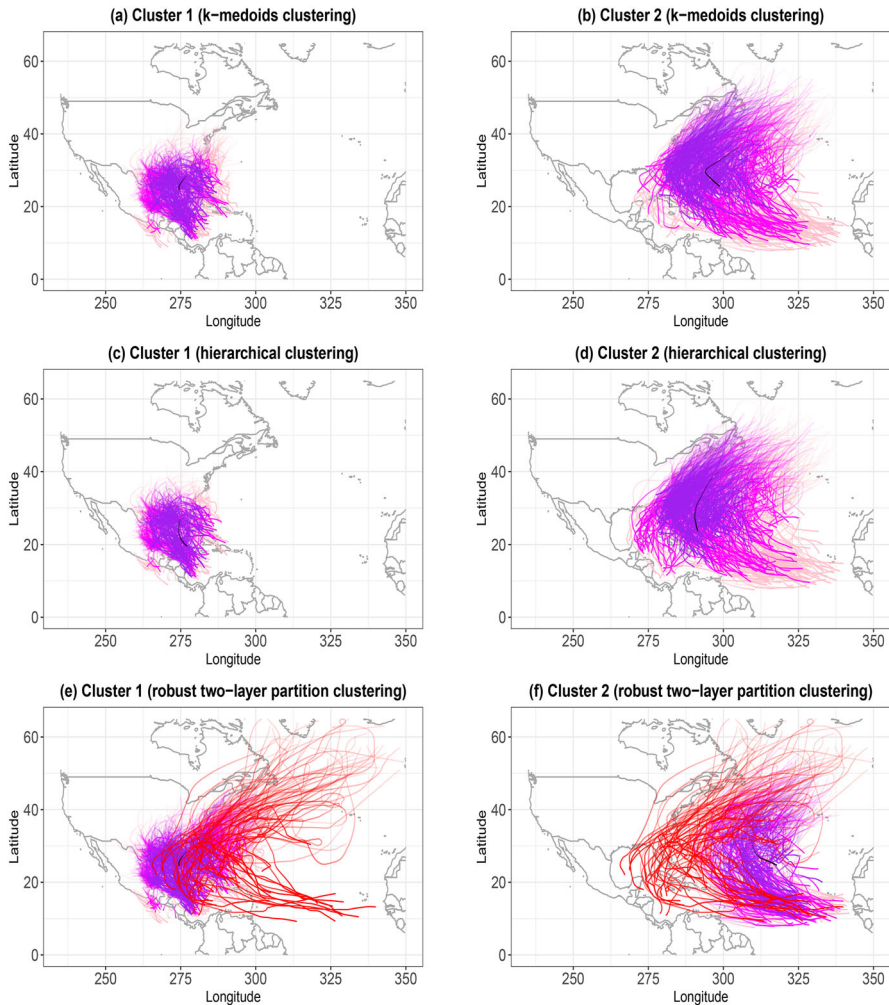 (a) Cluster 1 (k−medoids clustering)
(b) Cluster 2 (k−medoids clustering)
60
40
20
0
Latitude
250 275 300 325 350
Longitude
60
40
20
0
Latitude
250 275 300 325 350
Longitude
(c) Cluster 1 (hierarchical clustering)
(d) Cluster 2 (hierarchical clustering)
60
40
20
0
Latitude
250 275 300 325 350
Longitude
60
40
20
0
Latitude
250 275 300 325 350
Longitude
(e) Cluster 1 (robust two−layer partition clustering)
(f) Cluster 2 (robust two−layer partition clustering)
60
40
20
0
Latitude
250 275 300 325 350
Longitude
60
40
20
0
Latitude
250 275 300 325 350
Longitude